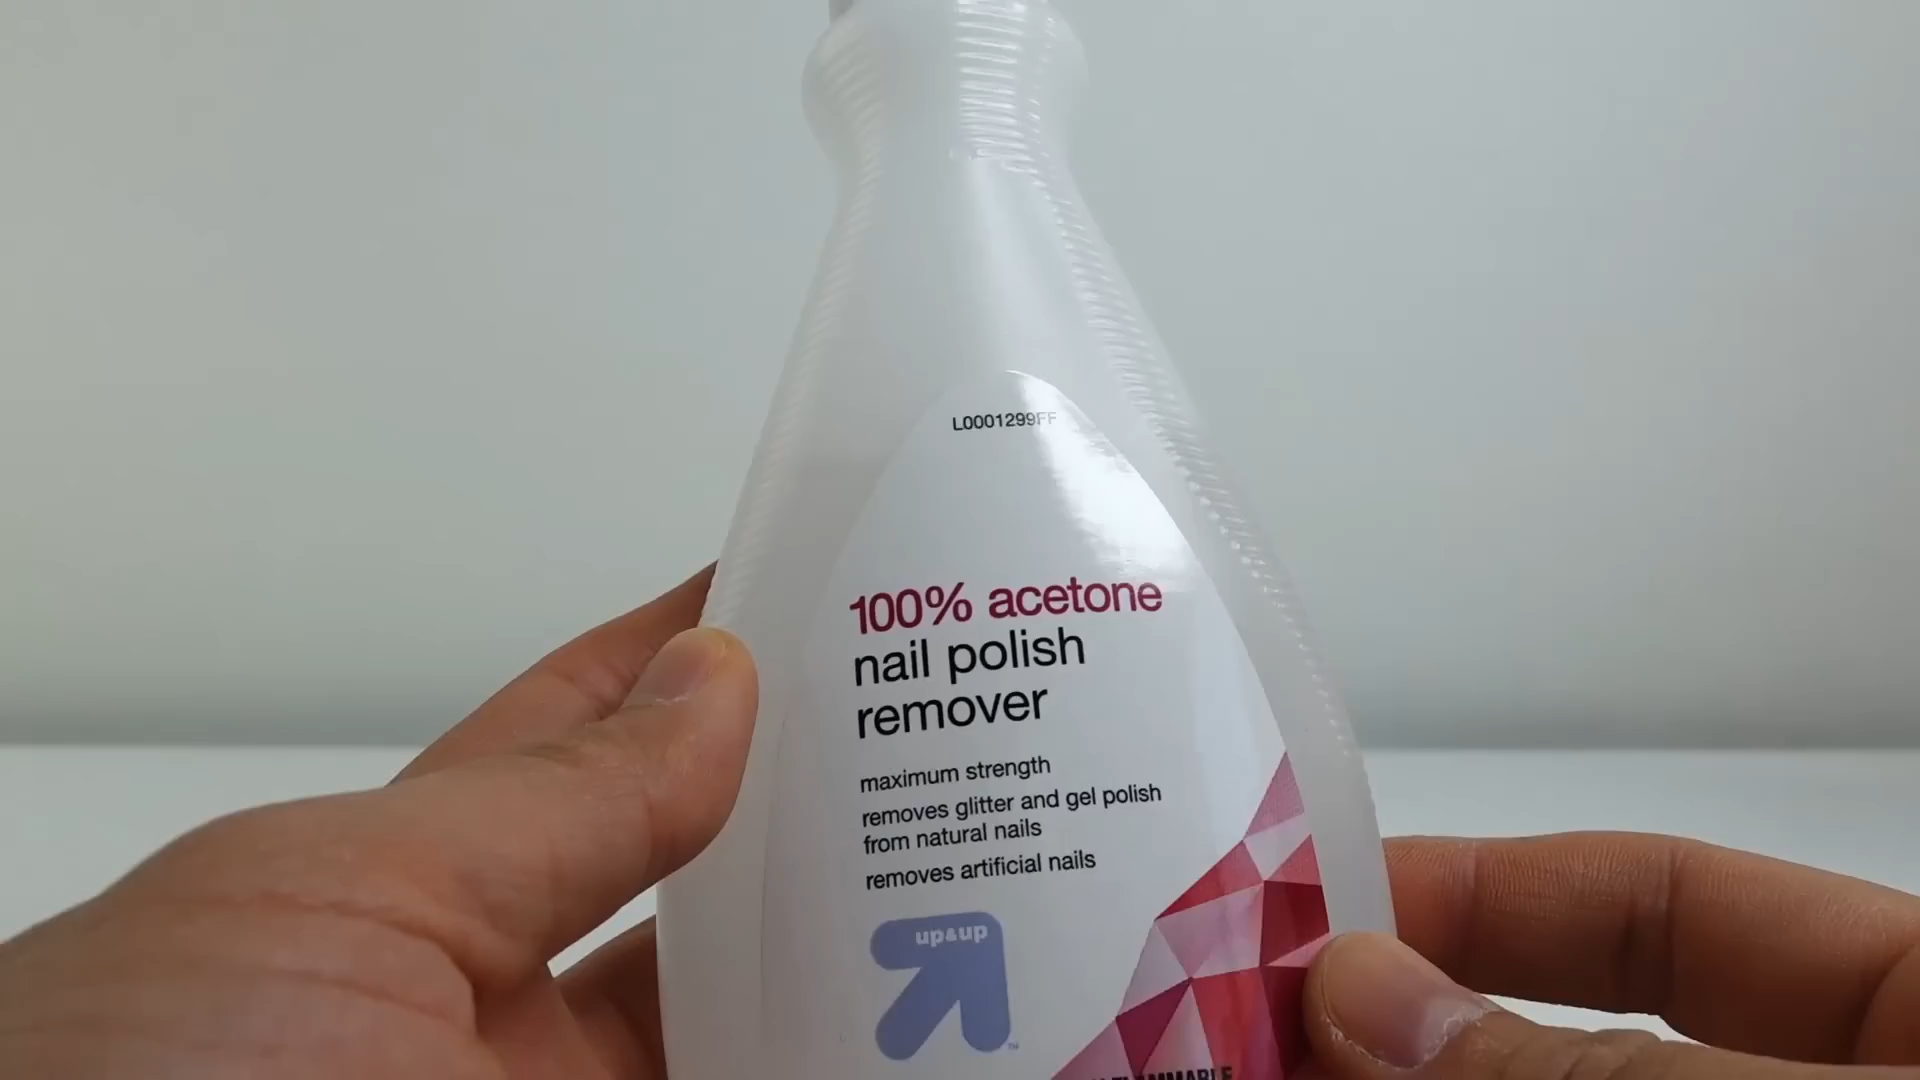 L0001299FF
100% acetone
nail polish
remover
maximum strength
removes glitter and gel polish
from natural nails
removes artificial nails
up&up
TM